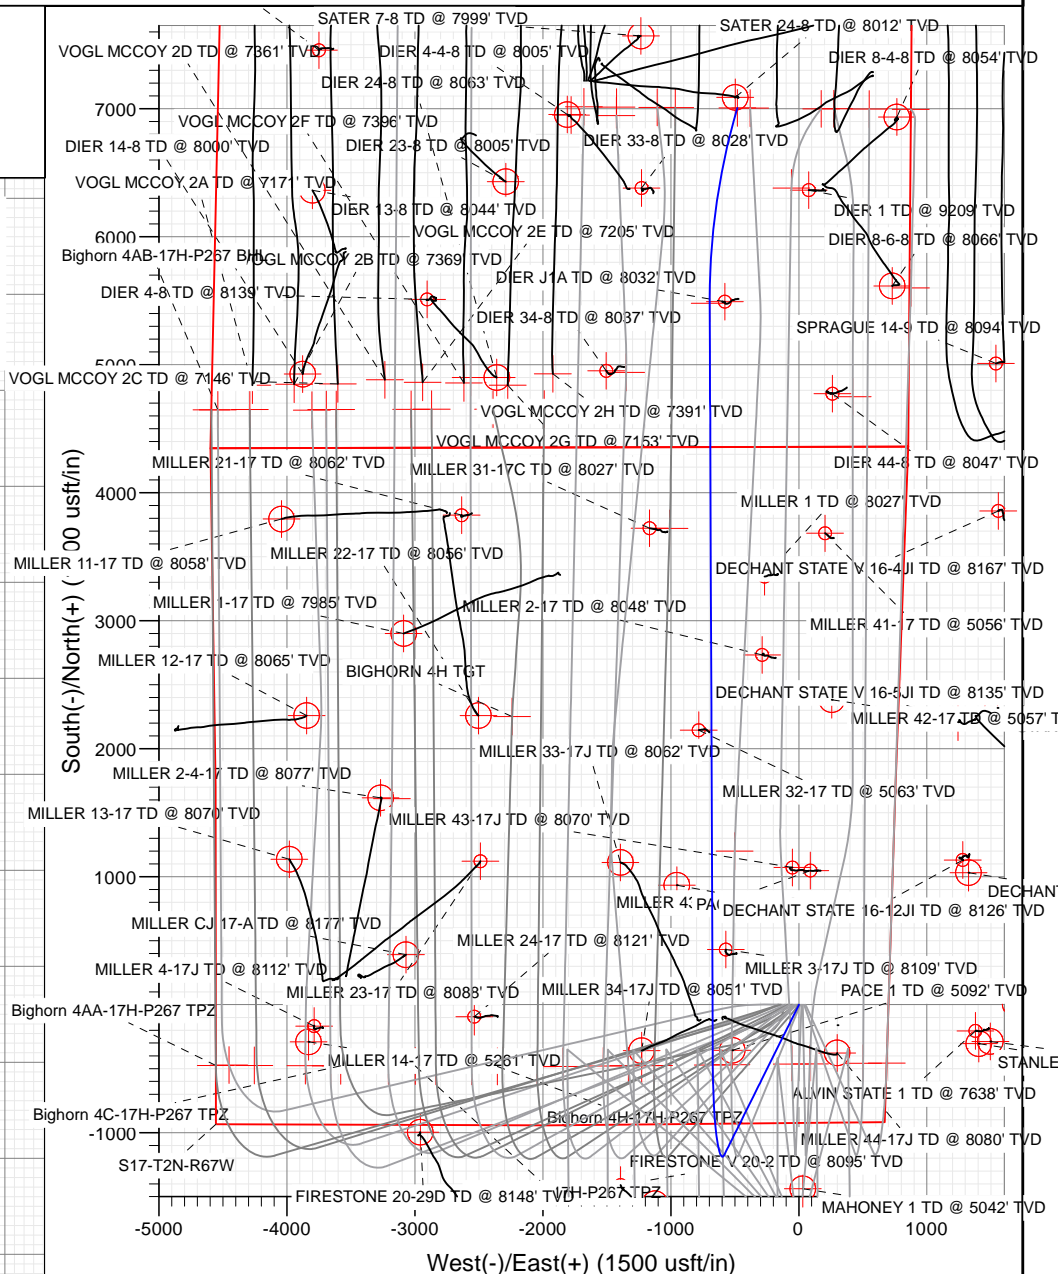 SATER 7-8 TD @ 7999' TVD
SATER 24-8 TD @ 8012' TVD
VOGL MCCOY 2D TD @ 7361' TVD
DIER 4-4-8 TD @ 8005' TVD
DIER 8-4-8 TD @ 8054' TVD
DIER 24-8 TD @ 8063' TVD
7000
VOGL MCCOY 2F TD @ 7396' TVD
DIER 14-8 TD @ 8000' TVD
DIER 23-8 TD @ 8005' TVD
DIER 33-8 TD @ 8028' TVD
VOGL MCCOY 2A TD @ 7171' TVD
DIER 13-8 TD @ 8044' TVD
DIER 1 TD @ 9209' TVD
6000
VOGL MCCOY 2E TD @ 7205' TVD
DIER 8-6-8 TD @ 8066' TVD
Bighorn 4AB-17H-P267 BHL
VOGL MCCOY 2B TD @ 7369' TVD
DIER J1A TD @ 8032' TVD
DIER 4-8 TD @ 8139' TVD
DIER 34-8 TD @ 8037' TVD
SPRAGUE 14-9 TD @ 8094' TVD
5000
VOGL MCCOY 2C TD @ 7146' TVD
VOGL MCCOY 2H TD @ 7391' TVD
VOGL MCCOY 2G TD @ 7153' TVD
MILLER 21-17 TD @ 8062' TVD
MILLER 31-17C TD @ 8027' TVD
DIER 44-8 TD @ 8047' TVD
4000
MILLER 1 TD @ 8027' TVD
MILLER 11-17 TD @ 8058' TVD
MILLER 22-17 TD @ 8056' TVD
DECHANT STATE V 16-4JI TD @ 8167' TVD
MILLER 1-17 TD @ 7985' TVD
MILLER 2-17 TD @ 8048' TVD
3000
MILLER 41-17 TD @ 5056' TVD
MILLER 12-17 TD @ 8065' TVD
BIGHORN 4H TGT
DECHANT STATE V 16-5JI TD @ 8135' TVD
MILLER 42-17 TD @ 5057' T
2000
MILLER 33-17J TD @ 8062' TVD
MILLER 2-4-17 TD @ 8077' TVD
MILLER 32-17 TD @ 5063' TVD
MILLER 13-17 TD @ 8070' TVD
MILLER 43-17J TD @ 8070' TVD
1000
DECHANT
MILLER 4
PA
DECHANT STATE 16-12JI TD @ 8126' TVD
MILLER CJ 17-A TD @ 8177' TVD
MILLER 24-17 TD @ 8121' TVD
MILLER 4-17J TD @ 8112' TVD
MILLER 3-17J TD @ 8109' TVD
MILLER 23-17 TD @ 8088' TVD
MILLER 34-17J TD @ 8051' TVD
PACE 1 TD @ 5092' TVD
Bighorn 4AA-17H-P267 TPZ
MILLER 14-17 TD @ 5261' TVD
STANLE
ALVIN STATE 1 TD @ 7638' TVD
Bighorn 4C-17H-P267 TPZ
Bighorn 4H-17H-P267 TPZ
-1000
MILLER 44-17J TD @ 8080' TVD
S17-T2N-R67W
FIRESTONE V 20-2 TD @ 8095' TVD
FIRESTONE 20-29D TD @ 8148' TVD
17H-P267 TPZ
MAHONEY 1 TD @ 5042' TVD
-5000 -4000 -3000 -2000 -1000 0 1000
West(-)/East(+) (1500 usft/in)
South(-)/North(+) ( 00 usft/in)